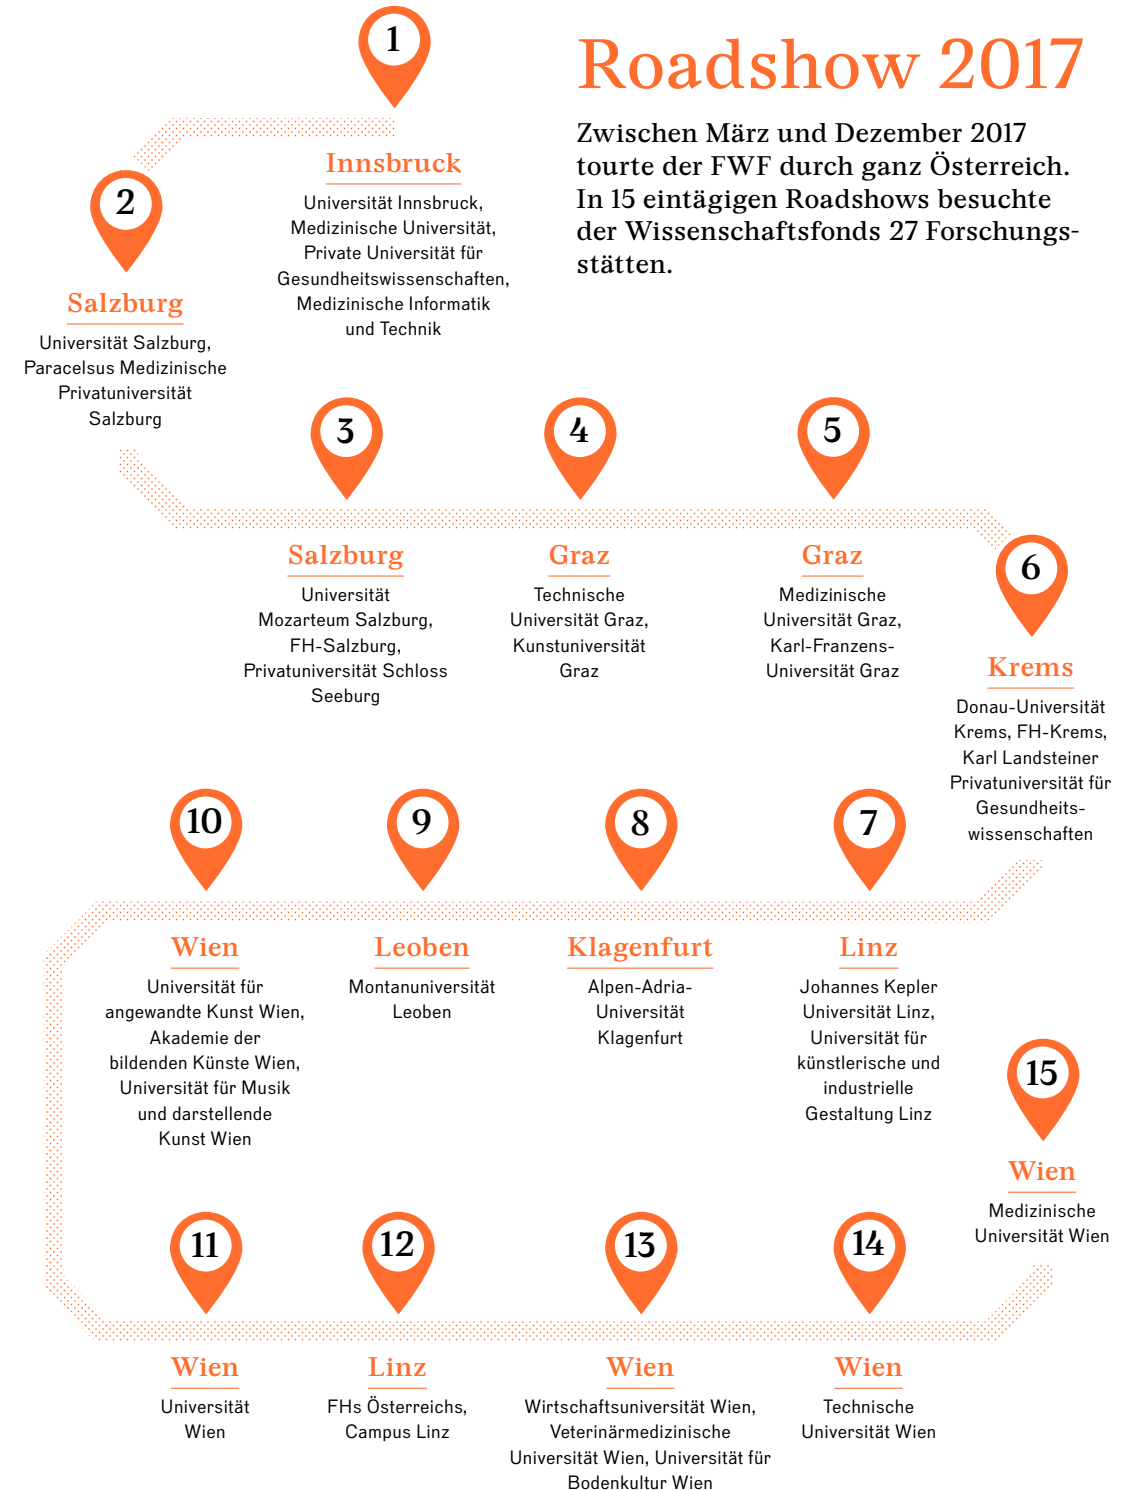 Roadshow 2017
Zwischen März und Dezember 2017
tourte der FWF durch ganz Österreich.
In 15 eintägigen Roadshows besuchte
der Wissenschaftsfonds 27 Forschungs-
stätten.
1
Innsbruck
Universität Innsbruck,
Medizinische Universität,
Private Universität für
Gesundheitswissenschaften,
Medizinische Informatik
und Technik
2
Salzburg
Universität Salzburg,
Paracelsus Medizinische
Privatuniversität
Salzburg
3
Salzburg
Universität
Mozarteum Salzburg,
FH-Salzburg,
Privatuniversität Schloss
Seeburg
4
Graz
Technische
Universität Graz,
Kunstuniversität
Graz
5
Graz
Medizinische
Universität Graz,
Karl-Franzens-
Universität Graz
6
Krems
Donau-Universität
Krems, FH-Krems,
Karl Landsteiner
Privatuniversität für
Gesundheits-
wissenschaften
7
Linz
Johannes Kepler
Universität Linz,
Universität für
künstlerische und
industrielle
Gestaltung Linz
8
Klagenfurt
Alpen-Adria-
Universität
Klagenfurt
9
Leoben
Montanuniversität
Leoben
10
Wien
Universität für
angewandte Kunst Wien,
Akademie der
bildenden Künste Wien,
Universität für Musik
und darstellende
Kunst Wien
11
Wien
Universität
Wien
12
Linz
FHs Österreichs,
Campus Linz
13
Wien
Wirtschaftsuniversität Wien,
Veterinärmedizinische
Universität Wien, Universität für
Bodenkultur Wien
14
Wien
Technische
Universität Wien
15
Wien
Medizinische
Universität Wien